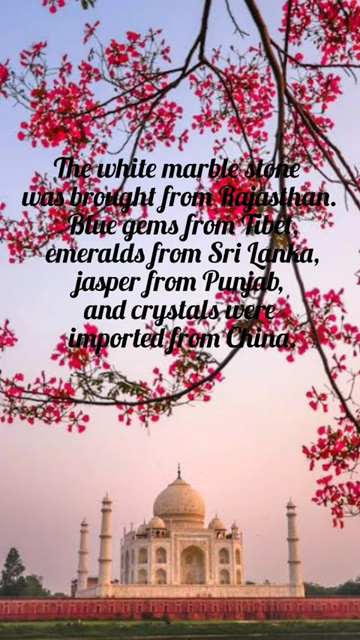 The white marble stone
was brought from Rajasthan.
Blue gems from Tibet,
emeralds from Sri Lanka,
jasper from Punjab,
and crystals were
imported from China.